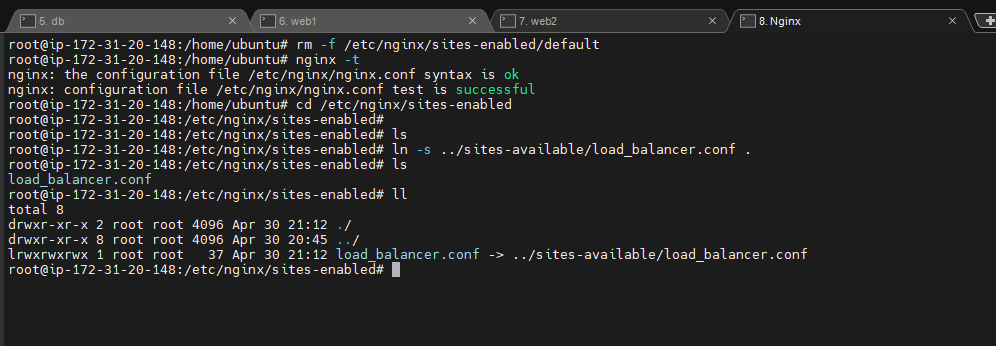 5. db
6. web1
7. web2
8. Nginx
root@ip-172-31-20-148:/home/ubuntu# rm -f /etc/nginx/sites-enabled/default
root@ip-172-31-20-148:/home/ubuntu# nginx -t
nginx: the configuration file /etc/nginx/nginx.conf syntax is ok
nginx: configuration file /etc/nginx/nginx.conf test is successful
root@ip-172-31-20-148:/home/ubuntu# cd /etc/nginx/sites-enabled
root@ip-172-31-20-148:/etc/nginx/sites-enabled#
root@ip-172-31-20-148:/etc/nginx/sites-enabled# ls
root@ip-172-31-20-148:/etc/nginx/sites-enabled# ln -s ../sites-available/load_balancer.conf .
root@ip-172-31-20-148:/etc/nginx/sites-enabled# ls
load_balancer.conf
root@ip-172-31-20-148:/etc/nginx/sites-enabled# ll
total 8
drwxr-xr-x 2 root root 4096 Apr 30 21:12 ./
drwxr-xr-x 8 root root 4096 Apr 30 20:45 ../
lrwxrwxrwx 1 root root   37 Apr 30 21:12 load_balancer.conf -> ../sites-available/load_balancer.conf
root@ip-172-31-20-148:/etc/nginx/sites-enabled#